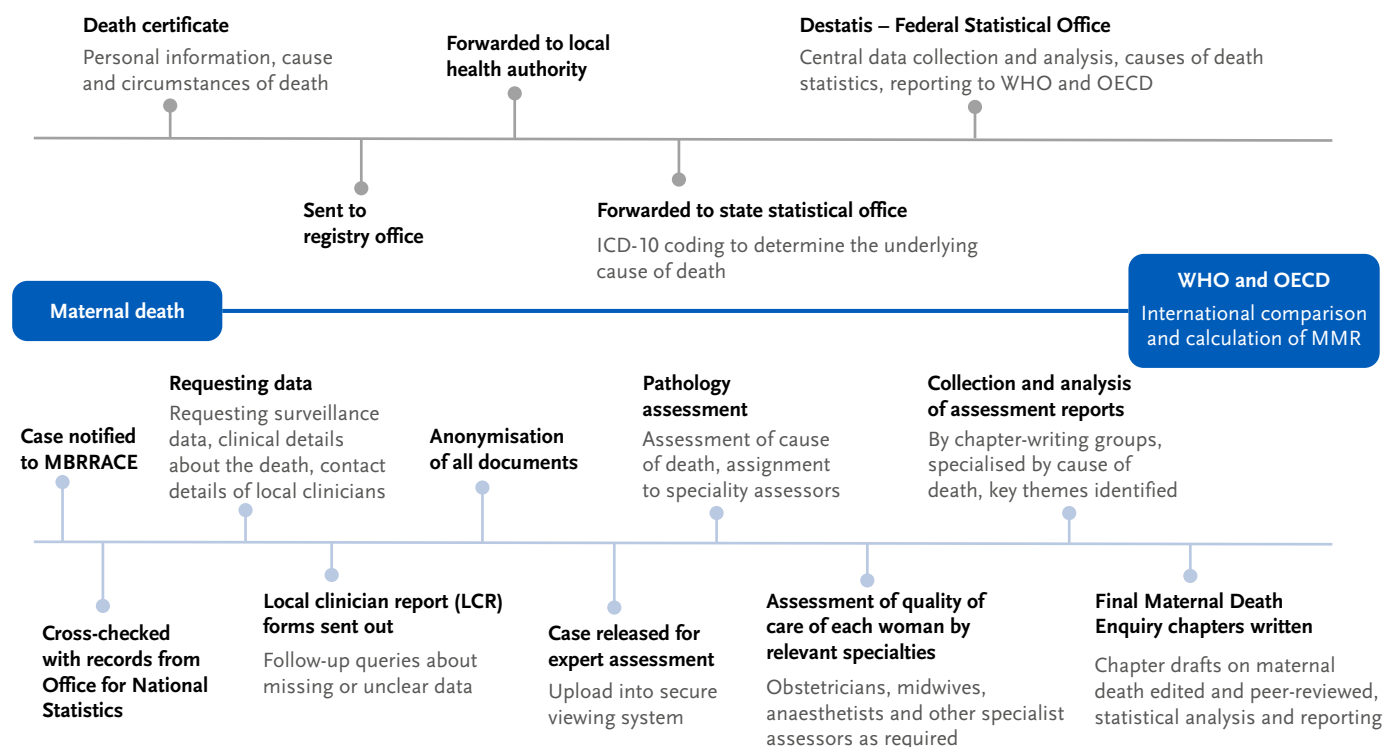 Death certificate
Personal information, cause
and circumstances of death
Forwarded to local
health authority
Destatis – Federal Statistical Office
Central data collection and analysis, causes of death
statistics, reporting to WHO and OECD
Sent to
registry office
Forwarded to state statistical office
ICD-10 coding to determine the underlying
cause of death
Maternal death
WHO and OECD
International comparison
and calculation of MMR
Case notified
to MBRRACE
Requesting data
Requesting surveillance
data, clinical details
about the death, contact
details of local clinicians
Anonymisation
of all documents
Pathology
assessment
Assessment of cause
of death, assignment
to speciality assessors
Collection and analysis
of assessment reports
By chapter-writing groups,
specialised by cause of
death, key themes identified
Cross-checked
with records from
Office for National
Statistics
Local clinician report (LCR)
forms sent out
Follow-up queries about
missing or unclear data
Case released for
expert assessment
Upload into secure
viewing system
Assessment of quality of
care of each woman by
relevant specialties
Obstetricians, midwives,
anaesthetists and other specialist
assessors as required
Final Maternal Death
Enquiry chapters written
Chapter drafts on maternal
death edited and peer-reviewed,
statistical analysis and reporting